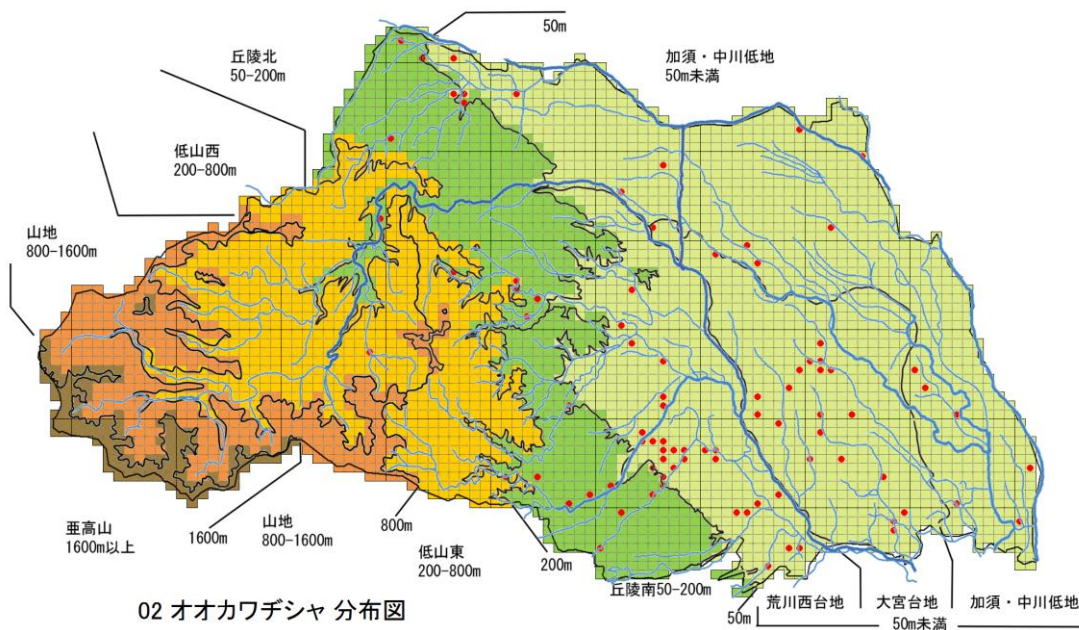 50m
丘陵北
50-200m
加須・中川低地
50m未満
低山西
200-800m
山地
800-1600m
亜高山
1600m以上
1600m
山地
800-1600m
800m
低山東
200-800m
200m
丘陵南50-200m
50m
荒川西台地
大宮台地
加須・中川低地
50m未満
02 オオカワヂシャ 分布図